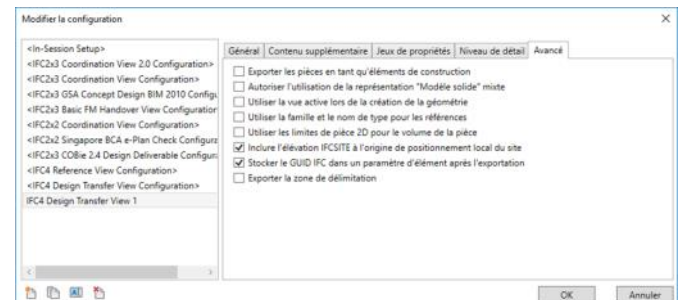 Modifier la configuration
<In-Session Setup>
<IFC2x3 Coordination View 2.0 Configuration>
<IFC2x3 Coordination View Configuration>
<IFC2x3 GSA Concept Design BIM 2010 Configu
<IFC2x3 Basic FM Handover View Configuration
<IFC2x2 Coordination View Configuration>
<IFC2x2 Singapore BCA e-Plan Check Configura
<IFC2x3 COBie 2.4 Design Deliverable Configura
<IFC4 Reference View Configuration>
<IFC4 Design Transfer View Configuration>
IFC4 Design Transfer View 1
Général Contenu supplémentaire Jeux de propriétés Niveau de détail Avancé
Exporter les pièces en tant qu'éléments de construction
Autoriser l'utilisation de la représentation "Modèle solide" mixte
Utiliser la vue active lors de la création de la géométrie
Utiliser la famille et le nom de type pour les références
Utiliser les limites de pièce 2D pour le volume de la pièce
Inclure l'élévation IFCSITE à l'origine de positionnement local du site
Stocker le GUID IFC dans un paramètre d'élément après l'exportation
Exporter la zone de délimitation
OK Annuler